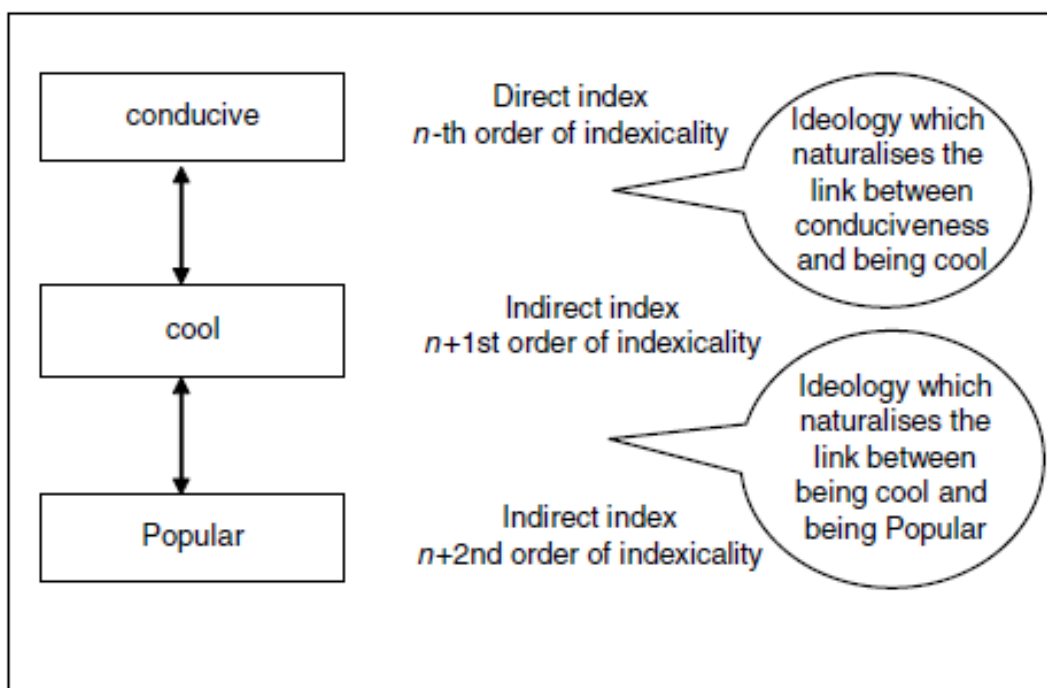 conducive
Direct index
n-th order of indexicality
Ideology which
naturalises the
link between
conduciveness
and being cool
cool
Indirect index
n+1st order of indexicality
Ideology which
naturalises the
link between
being cool and
being Popular
Popular
Indirect index
n+2nd order of indexicality